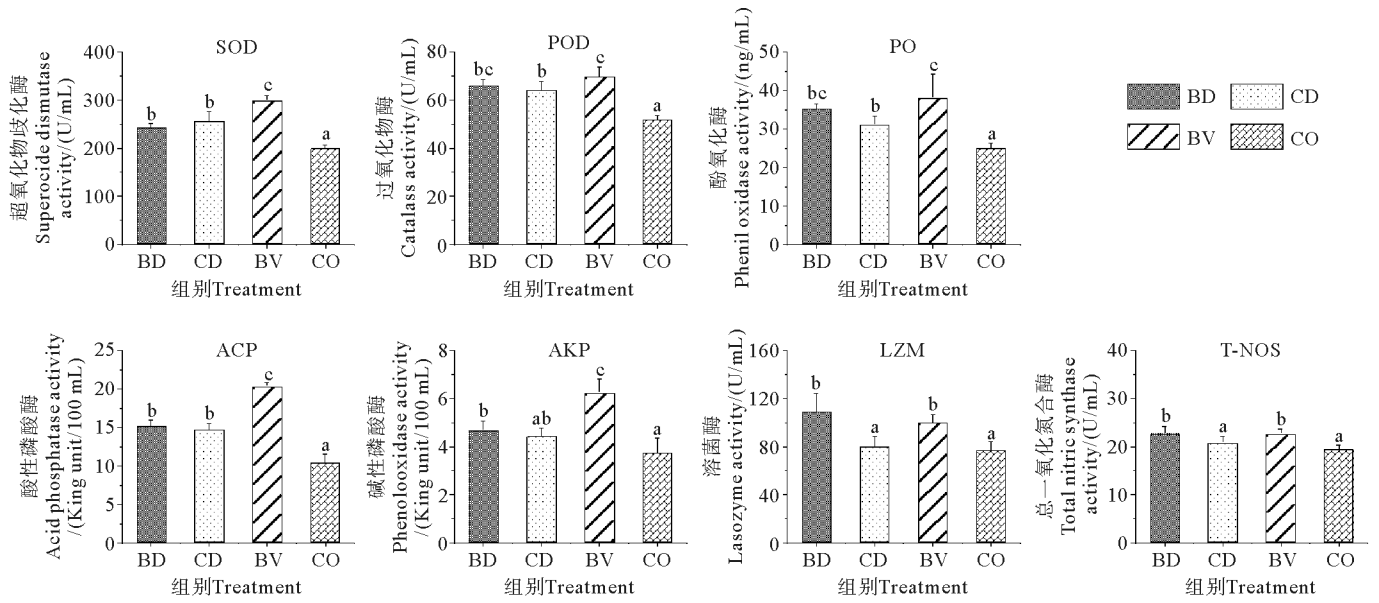 SOD
超氧化物歧化酶
Superocide dismutase
activity/(U/mL)
400
300
200
100
0
b
b
c
a
BD
CD
BV
CO
组别Treatment
POD
过氧化物酶
Catalass activity/(U/mL)
80
60
40
20
0
bc
b
c
a
BD
CD
BV
CO
组别Treatment
PO
酚氧化酶
Phenil oxidase activity/(ng/mL)
50
40
30
20
10
0
bc
b
c
a
BD
CD
BV
CO
组别Treatment
BD
CD
BV
CO
ACP
酸性磷酸酶
Acid phosphatase activity
/(King unit/100 mL)
25
20
15
10
5
0
b
b
c
a
BD
CD
BV
CO
组别Treatment
AKP
碱性磷酸酶
Phenolooxidase activity
/(King unit/100 mL)
8
6
4
2
0
b
ab
c
a
BD
CD
BV
CO
组别Treatment
LZM
溶菌酶
Lasozyme activity/(U/mL)
160
120
80
40
0
b
a
b
a
BD
CD
BV
CO
组别Treatment
T-NOS
总一氧化氮合酶
Total nitric synthase
activity/(U/mL)
40
30
20
10
0
b
a
b
a
BD
CD
BV
CO
组别Treatment